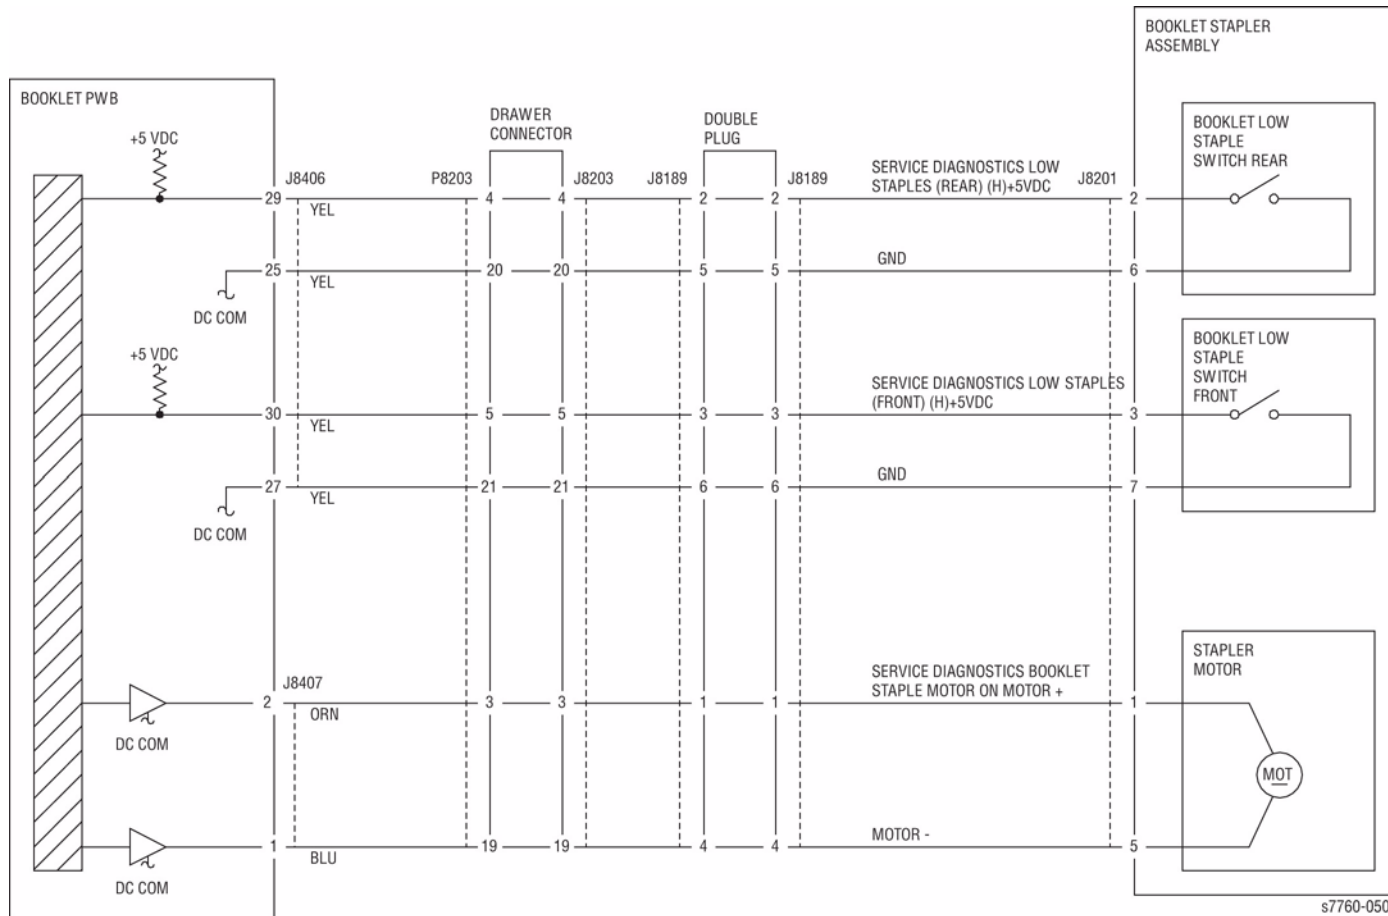 BOOKLET STAPLER
ASSEMBLY
BOOKLET PWB
+5 VDC
DRAWER
CONNECTOR
DOUBLE
PLUG
BOOKLET LOW
STAPLE
SWITCH REAR
J8406
P8203
J8203
J8189
J8189
SERVICE DIAGNOSTICS LOW
STAPLES (REAR) (H)+5VDC
J8201
29
YEL
4
4
2
2
2
25
YEL
20
20
5
5
GND
6
DC COM
+5 VDC
BOOKLET LOW
STAPLE
SWITCH
FRONT
SERVICE DIAGNOSTICS LOW STAPLES
(FRONT) (H)+5VDC
30
YEL
5
5
3
3
3
27
YEL
21
21
6
6
GND
7
DC COM
STAPLER
MOTOR
J8407
SERVICE DIAGNOSTICS BOOKLET
STAPLE MOTOR ON MOTOR +
2
ORN
3
3
1
1
1
DC COM
MOT
1
BLU
19
19
4
4
MOTOR -
5
DC COM
s7760-050